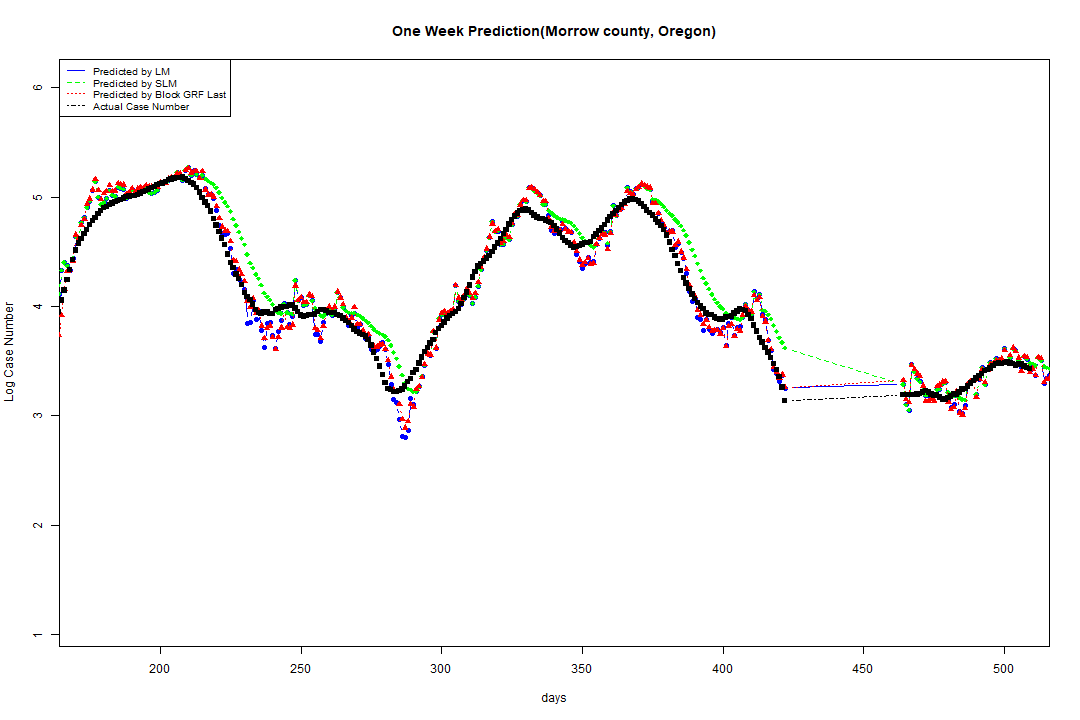 One Week Prediction(Morrow county, Oregon)
Predicted by LM
Predicted by SLM
Predicted by Block GRF Last
Actual Case Number
Log Case Number
6
5
4
3
2
1
200 250 300 350 400 450 500
days